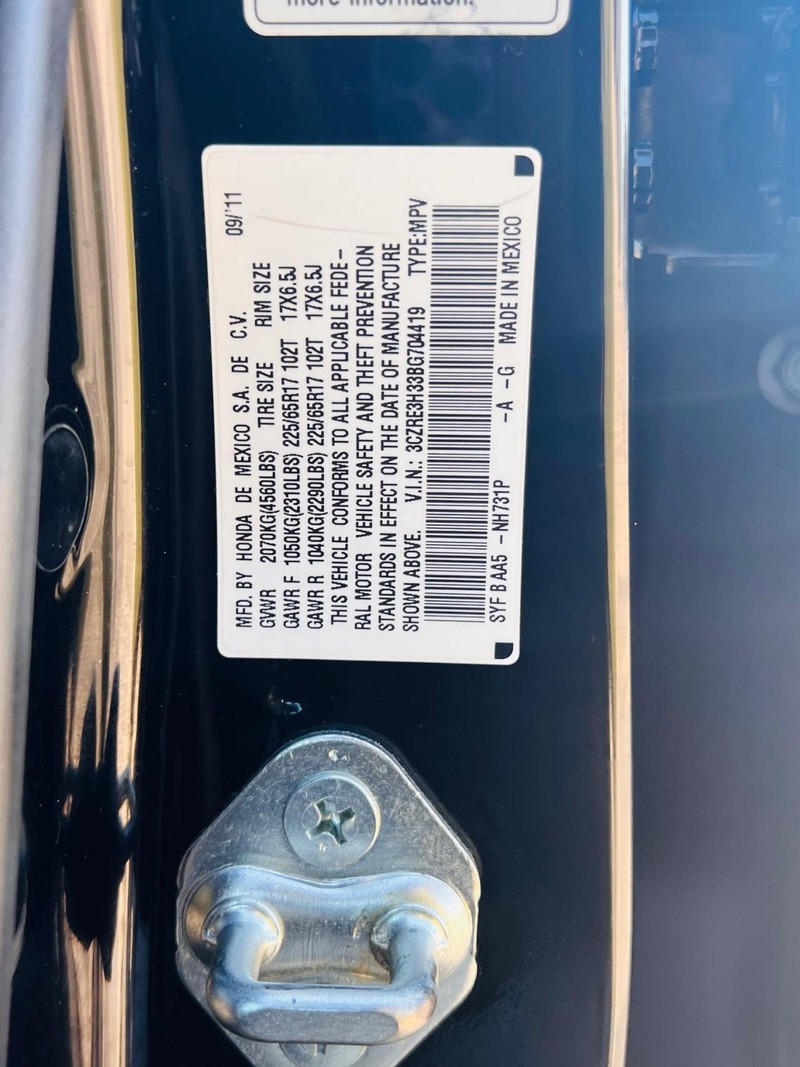 more information.
MFD. BY HONDA DE MEXICO S.A. DE C.V. 09/'11
GVWR 2070KG(4560LBS) TIRE SIZE RIM SIZE
GAWR F 1050KG(2310LBS) 225/65R17 102T 17X6.5J
GAWR R 1040KG(2290LBS) 225/65R17 102T 17X6.5J
THIS VEHICLE CONFORMS TO ALL APPLICABLE FEDE-
RAL MOTOR VEHICLE SAFETY AND THEFT PREVENTION
STANDARDS IN EFFECT ON THE DATE OF MANUFACTURE
SHOWN ABOVE. V.I.N.: 3CZRE3H33BG704419 TYPE:MPV
SYF B AA5 -NH731P -A -G MADE IN MEXICO